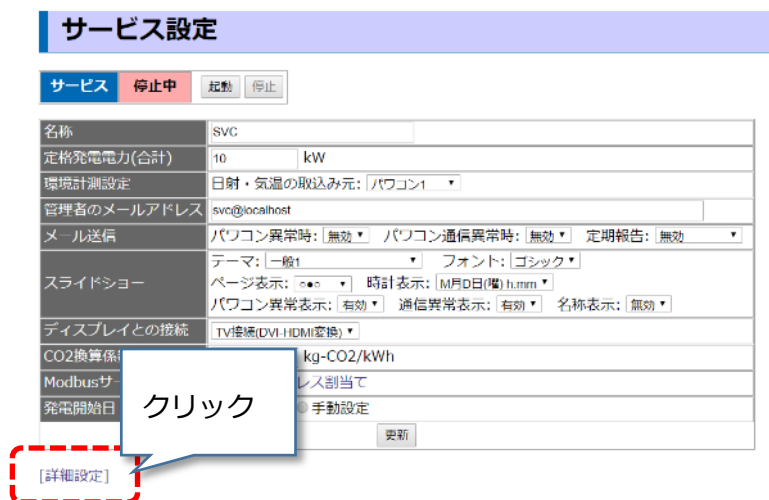 サービス設定
サービス 停止中 起動 停止
名称 SVC
定格発電電力(合計) 10 kW
環境計測設定 日射・気温の取込み元: パワコン1
管理者のメールアドレス svc@localhost
メール送信 パワコン異常時: 無効 パワコン通信異常時: 無効 定期報告: 無効
スライドショー テーマ: 一般1 フォント: ゴシック
ページ表示: ○●○ 時計表示: M月D日(曜) h:mm
パワコン異常表示: 有効 通信異常表示: 有効 名称表示: 無効
ディスプレイとの接続 TV接続(DVI-HDMI変換)
CO2換算係 kg-CO2/kWh
Modbusサー レス割当て
発電開始日 手動設定
クリック
更新
[詳細設定]